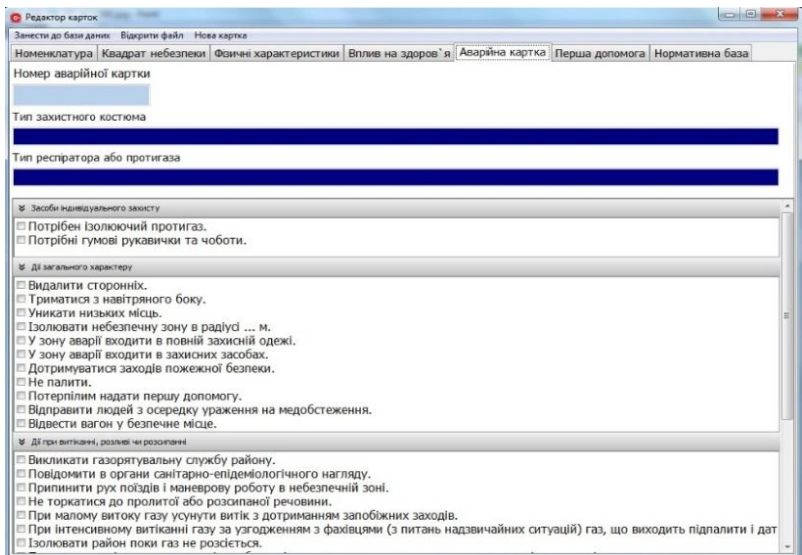 Редактор карток
Занести до бази даних Відкрити файл Нова картка
Номенклатура Квадрат небезпеки Фізичні характеристики Вплив на здоров`я Аварійна картка Перша допомога Нормативна база
Номер аварійної картки
Тип захистного костюма
Тип респіратора або протигаза
Засоби індивідуального захисту
Потрібен ізолюючий протигаз.
Потрібні гумові рукавички та чоботи.
Дії загального характеру
Видалити сторонніх.
Триматися з навітряного боку.
Уникати низьких місць.
Ізолювати небезпечну зону в радіусі ... м.
У зону аварії входити в повній захисній одежі.
У зону аварії входити в захисних засобах.
Дотримуватися заходів пожежної безпеки.
Не палити.
Потерпілим надати першу допомогу.
Відправити людей з осередку ураження на медобстеження.
Відвести вагон у безпечне місце.
Дії при витіканні, розливі чи розсипанні
Викликати газорятувальну службу району.
Повідомити в органи санітарно-епідеміологічного нагляду.
Припинити рух поїздів і маневрову роботу в небезпечній зоні.
Не торкатися до пролитої або розсипаної речовини.
При малому витоку газу усунути витік з дотриманням запобіжних заходів.
При інтенсивному витіканні газу за узгодженням з фахівцями (з питань надзвичайних ситуацій) газ, що виходить підпалити і дат
Ізолювати район поки газ не розсіється.